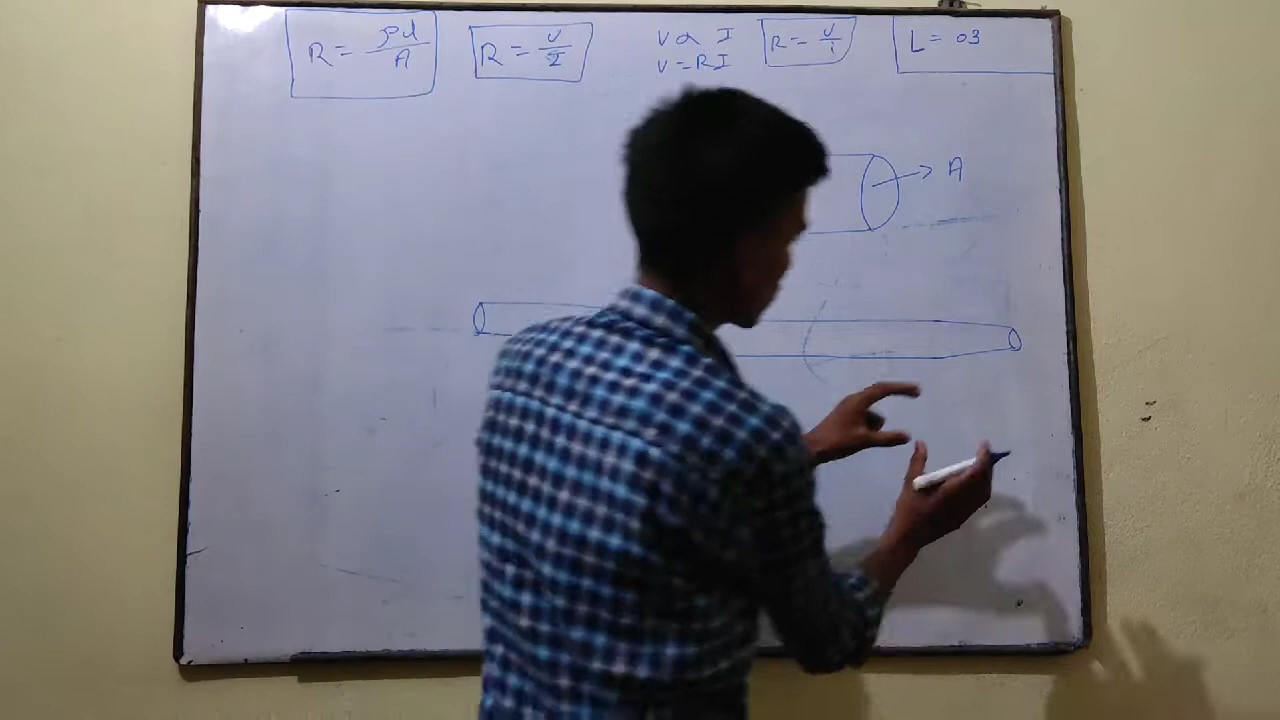 R = ρl/A
R = V/I
V α I
V = RI
R = V/i
L = 03
A